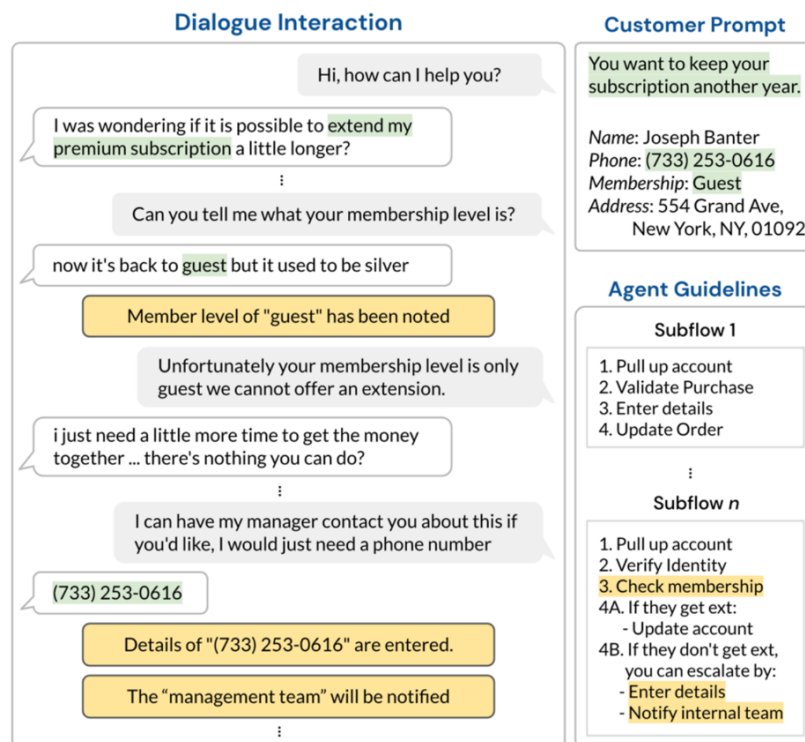 Dialogue Interaction
Hi, how can I help you?
I was wondering if it is possible to extend my
premium subscription a little longer?
Can you tell me what your membership level is?
now it's back to guest but it used to be silver
Member level of "guest" has been noted
Unfortunately your membership level is only
guest we cannot offer an extension.
i just need a little more time to get the money
together ... there's nothing you can do?
I can have my manager contact you about this if
you'd like, I would just need a phone number
(733) 253-0616
Details of "(733) 253-0616" are entered.
The “management team” will be notified
Customer Prompt
You want to keep your
subscription another year.
Name: Joseph Banter
Phone: (733) 253-0616
Membership: Guest
Address: 554 Grand Ave,
New York, NY, 01092
Agent Guidelines
Subflow 1
1. Pull up account
2. Validate Purchase
3. Enter details
4. Update Order
Subflow n
1. Pull up account
2. Verify Identity
3. Check membership
4A. If they get ext:
- Update account
4B. If they don't get ext,
you can escalate by:
- Enter details
- Notify internal team